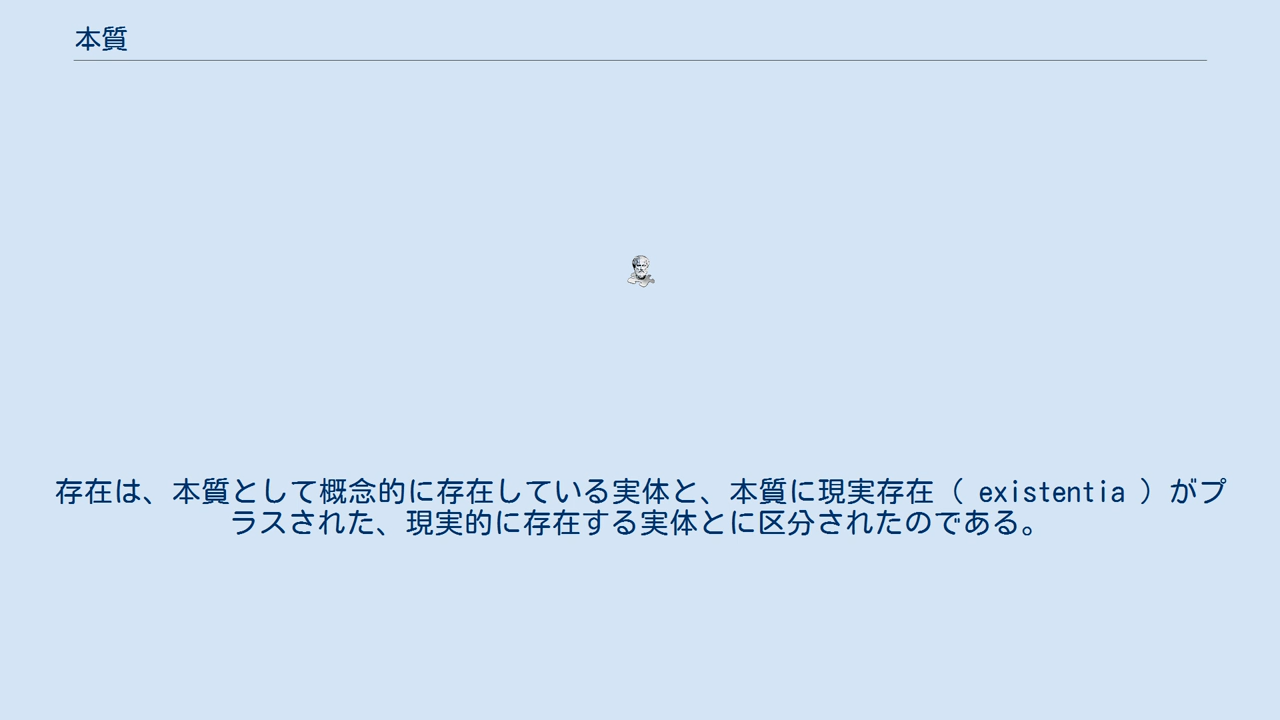 本質
存在は、本質として概念的に存在している実体と、本質に現実存在（ existentia ）がプ
ラスされた、現実的に存在する実体とに区分されたのである。